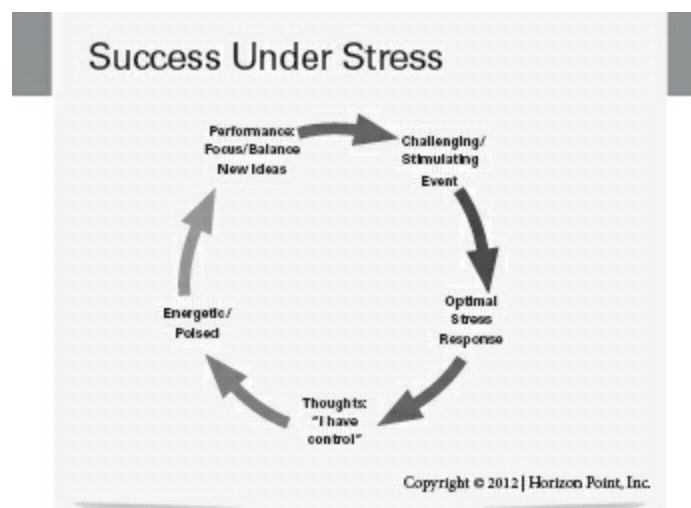 Success Under Stress
Performance:
Focus/Balance
New Ideas
Challenging/
Stimulating
Event
Optimal
Stress
Response
Thoughts:
"I have
control"
Energetic/
Poised
Copyright © 2012 | Horizon Point, Inc.